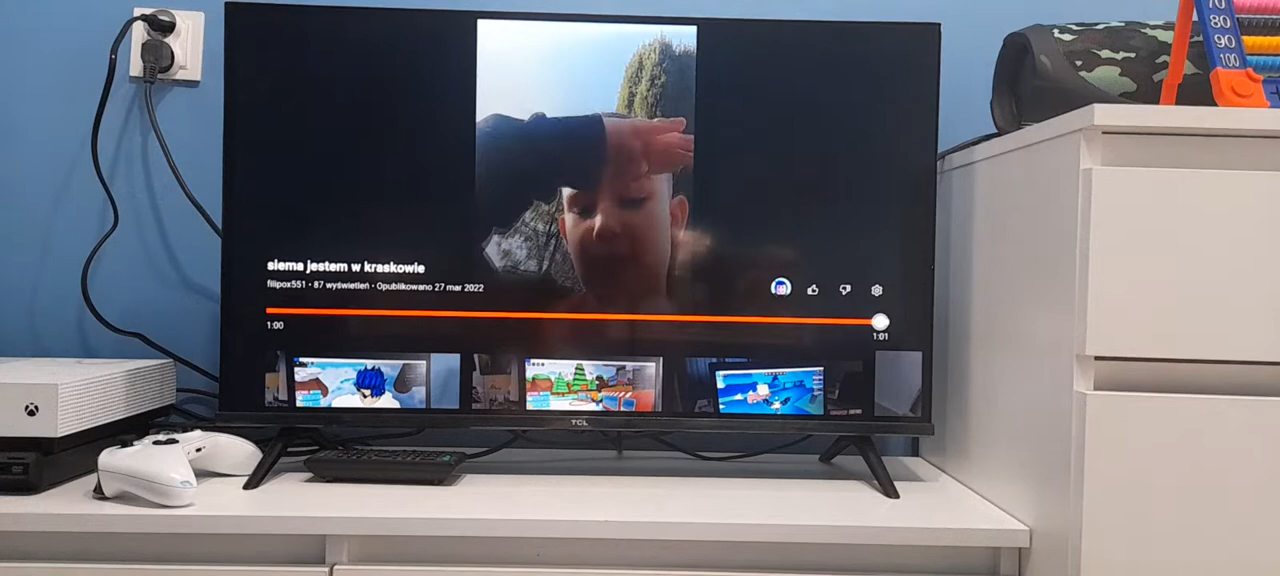 70
80
90
100
siema jestem w kraskowie
filipox551 • 87 wyświetleń • Opublikowano 27 mar 2022
1:00
1:01
TCL